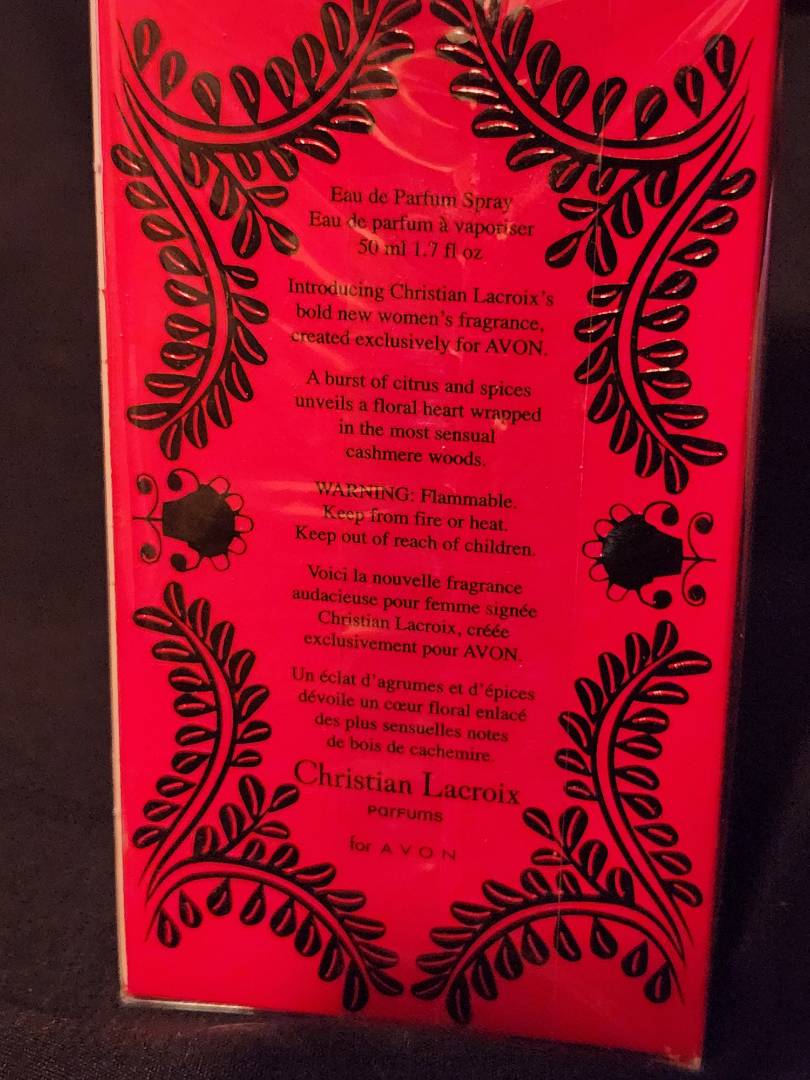 Eau de Parfum Spray
Eau de parfum à vaporiser
50 ml 1.7 fl oz
Introducing Christian Lacroix's
bold new women's fragrance,
created exclusively for AVON.
A burst of citrus and spices
unveils a floral heart wrapped
in the most sensual
cashmere woods.
WARNING: Flammable.
Keep from fire or heat.
Keep out of reach of children.
Voici la nouvelle fragrance
audacieuse pour femme signée
Christian Lacroix, créée
exclusivement pour AVON.
Un éclat d'agrumes et d'épices
dévoile un cœur floral enlacé
des plus sensuelles notes
de bois de cachemire.
Christian Lacroix
PARFUMS
for AVON